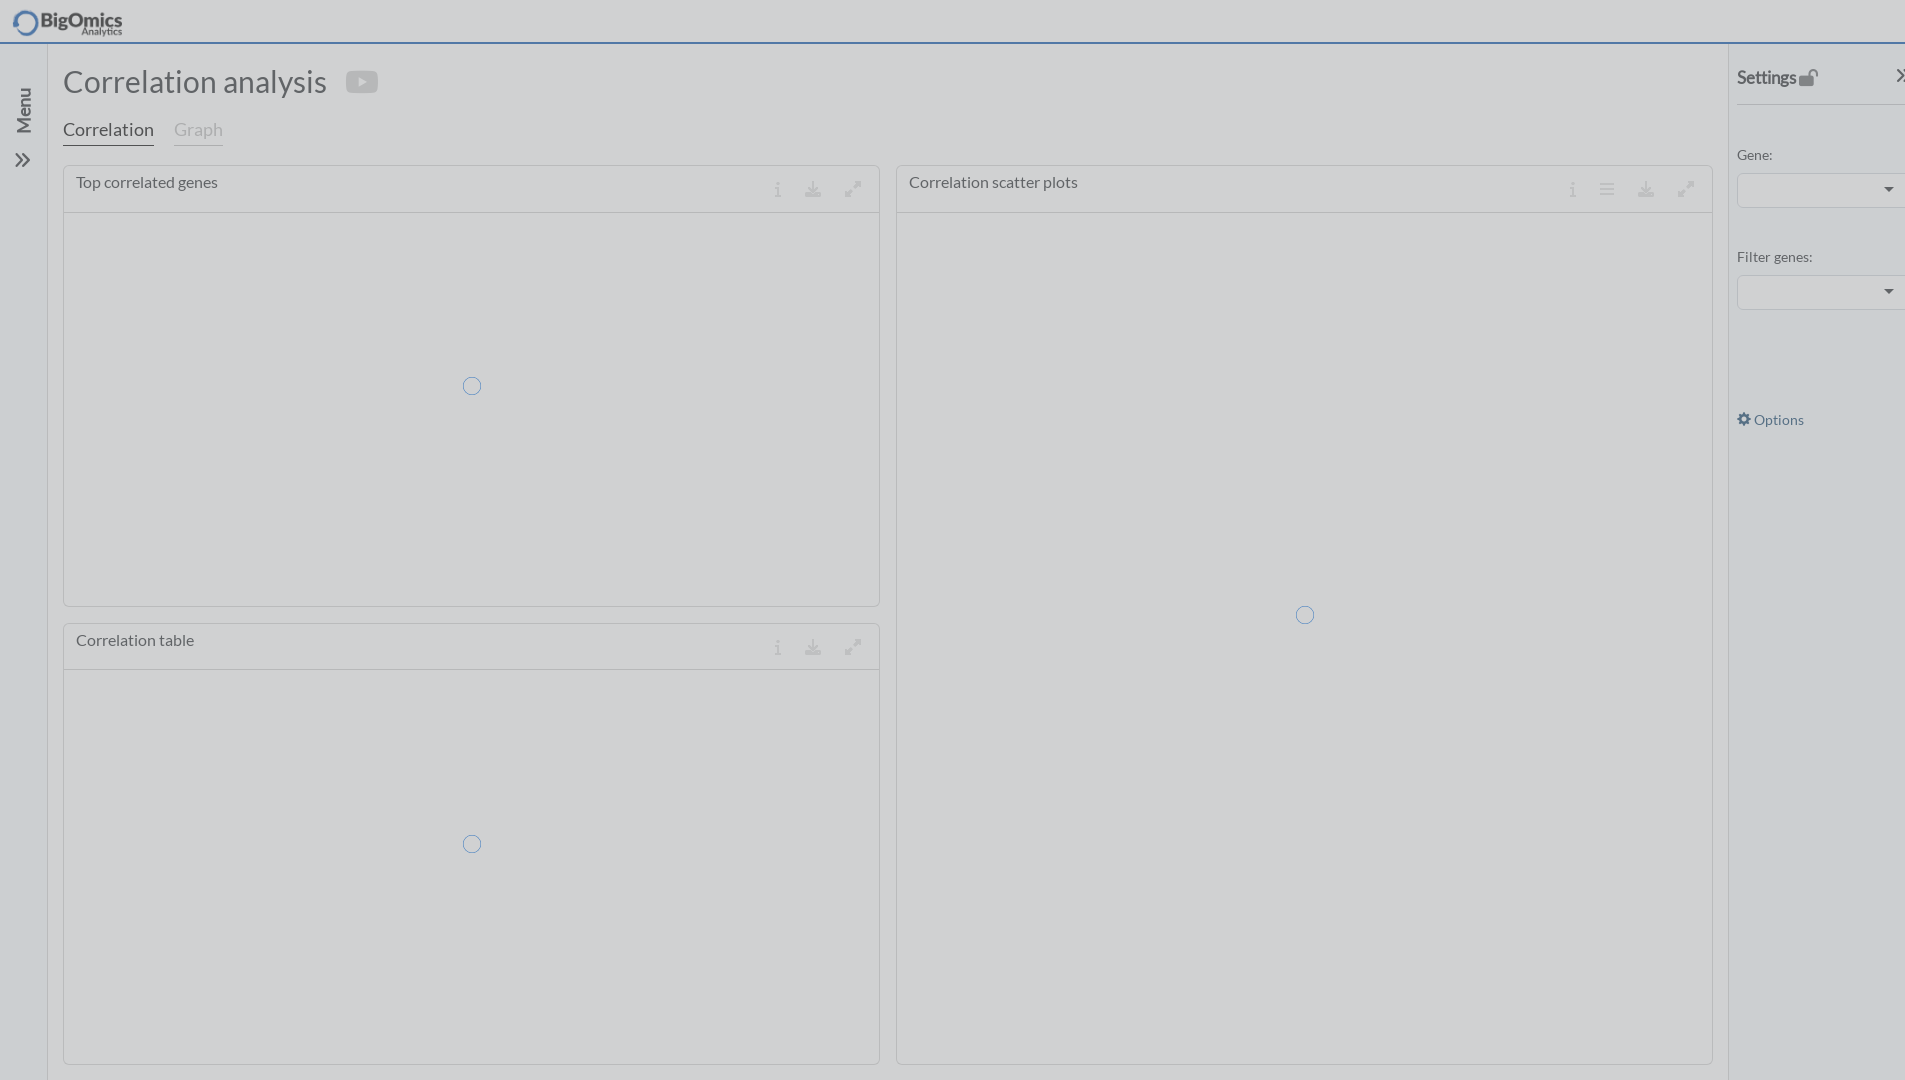 BigOmics
Analytics
Menu
Correlation analysis
Correlation
Graph
Top correlated genes
Correlation table
Correlation scatter plots
Settings
Gene:
Filter genes:
Options